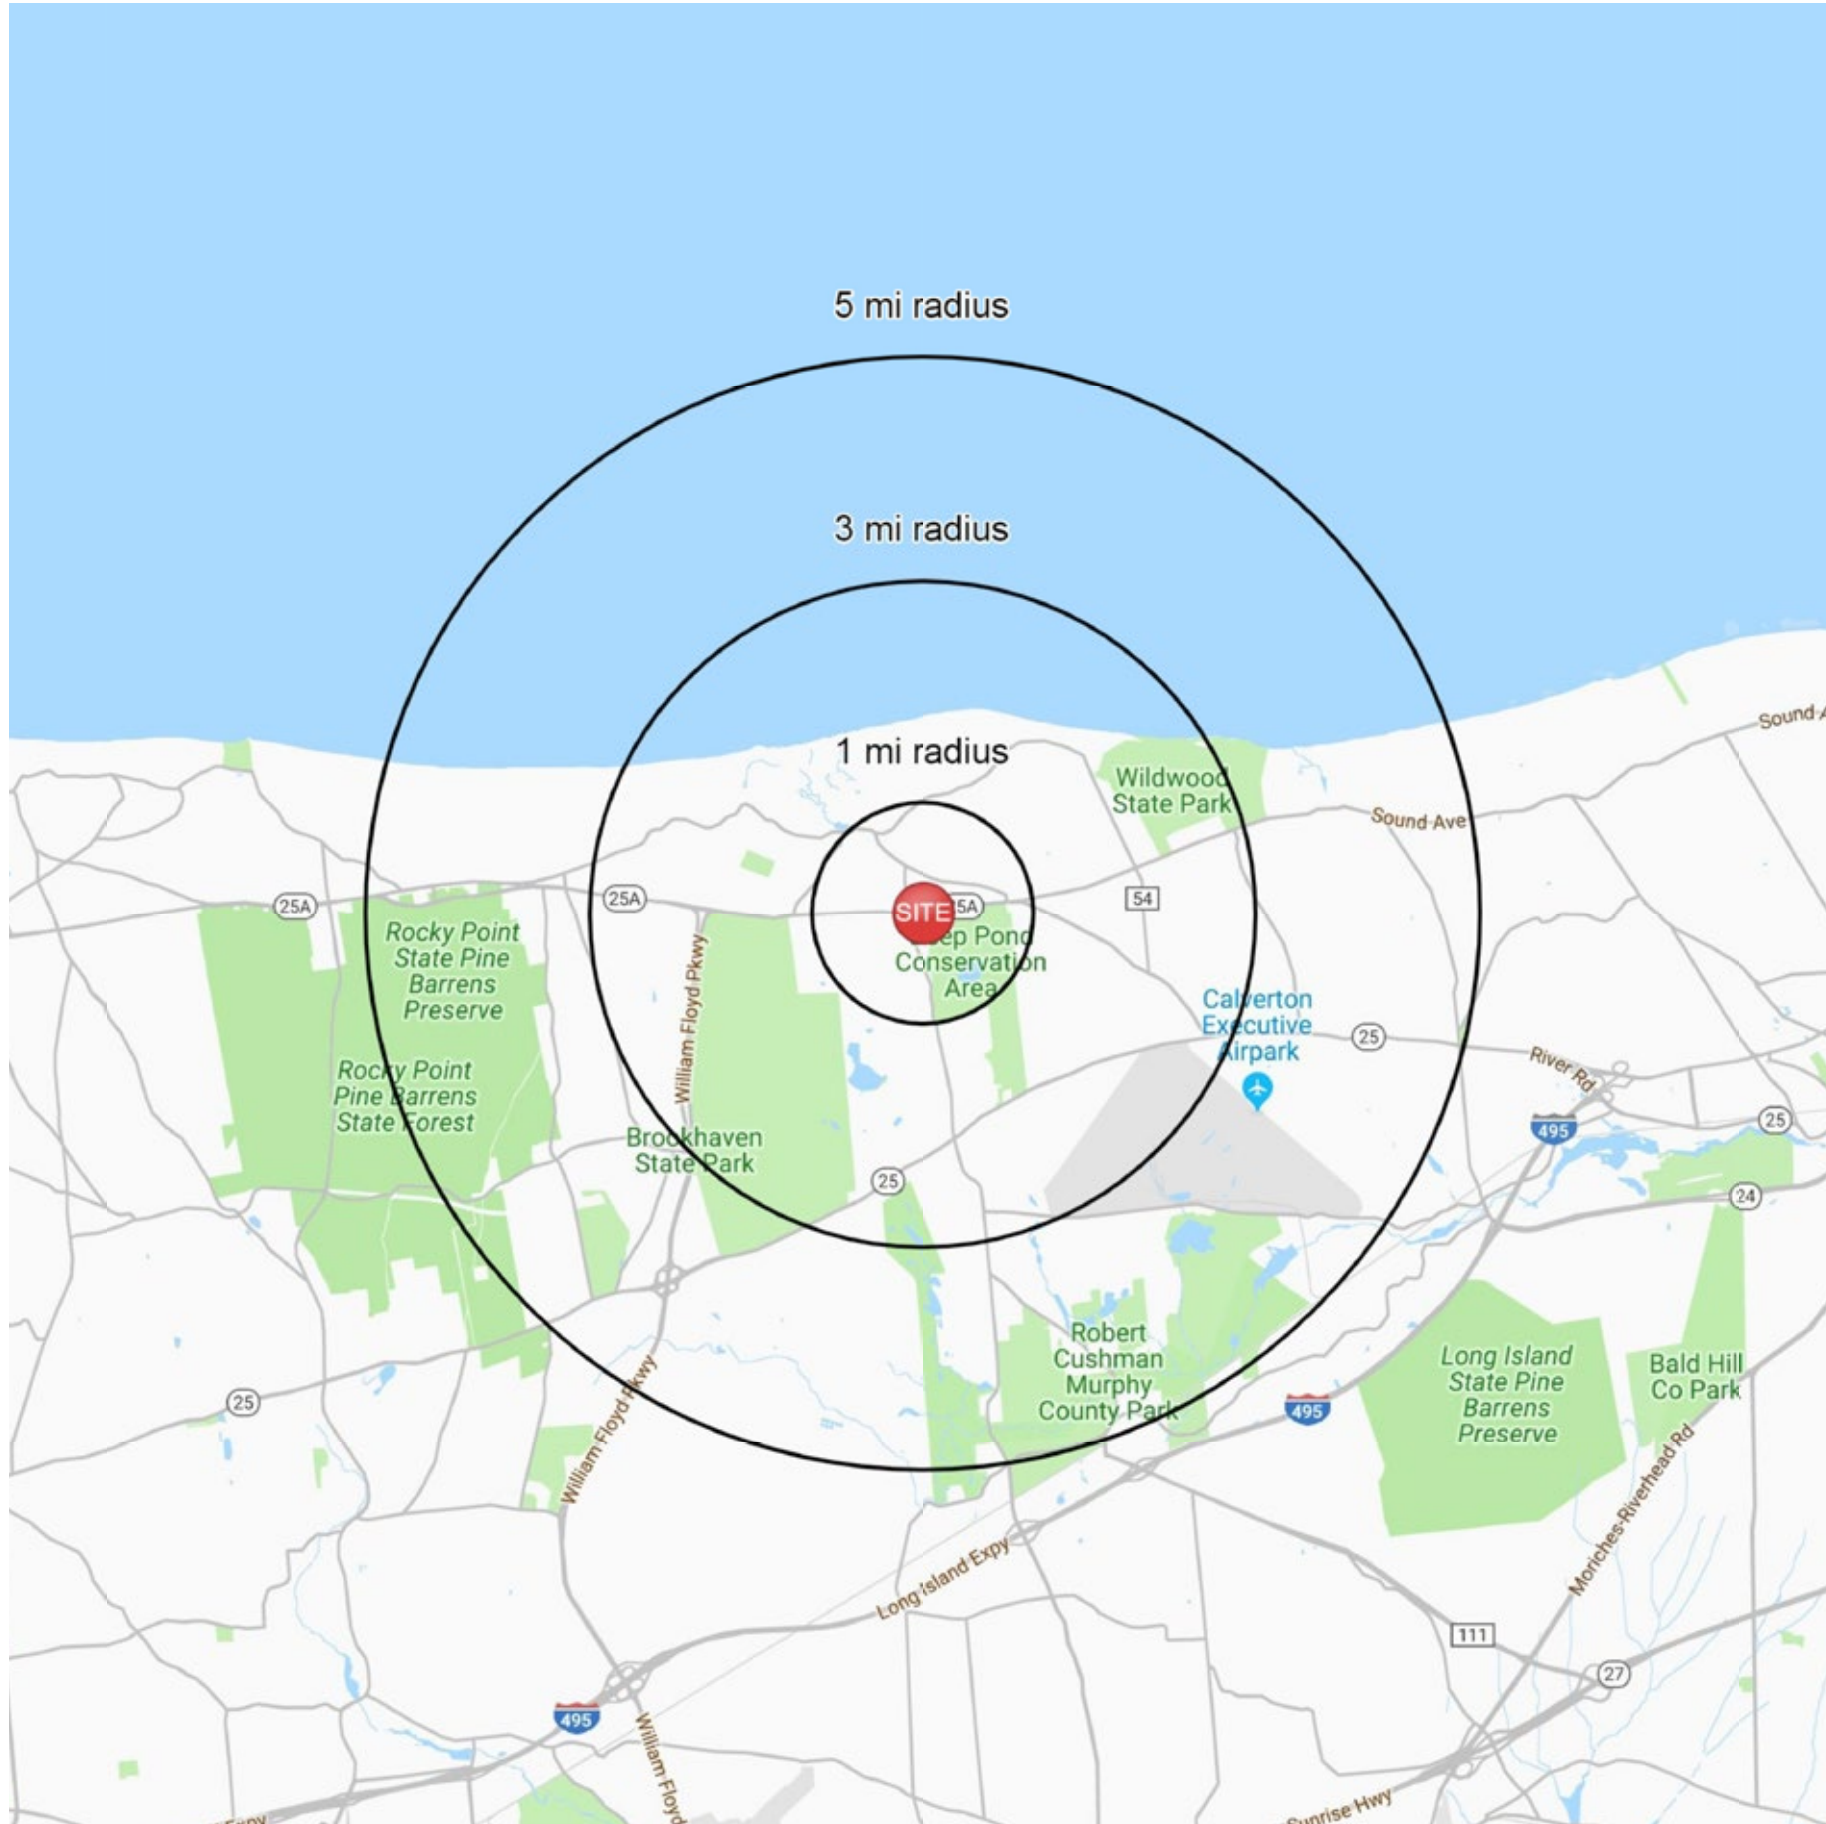 5 mi radius
3 mi radius
1 mi radius
Sound
Wildwood
State Park
Sound Ave
25A
25A
SITE
5A
54
Rocky Point
State Pine
Barrens
Preserve
Pond
Conservation
Area
William Floyd Pkwy
Calverton
Executive
Airpark
25
River Rd
Rocky Point
Pine Barrens
State Forest
495
25
Brookhaven
State Park
25
24
Robert
Cushman
Murphy
County Park
Long Island
State Pine
Barrens
Preserve
Bald Hill
Co Park
25
495
William Floyd Pkwy
Moriches-Riverhead Rd
Long Island Expy
111
27
495
William Floyd
Sunrise Hwy
Expy